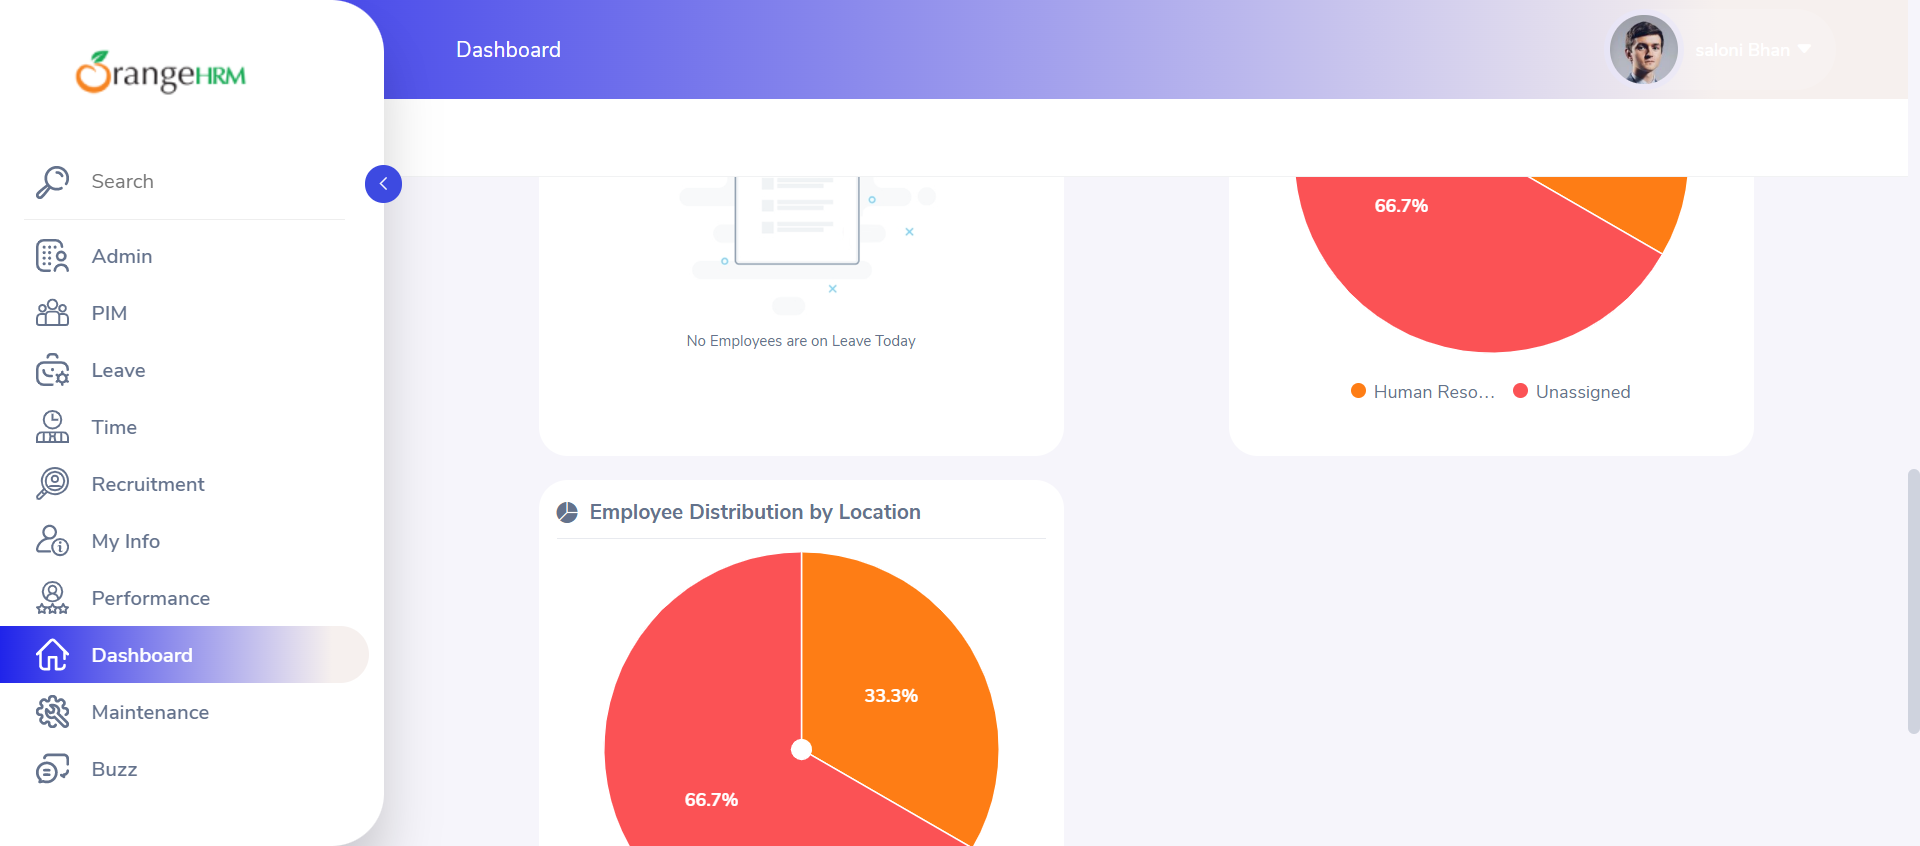 OrangeHRM
Dashboard
saloni Bhan
Search
Admin
PIM
Leave
Time
Recruitment
My Info
Performance
Dashboard
Maintenance
Buzz
No Employees are on Leave Today
66.7%
Human Reso...
Unassigned
Employee Distribution by Location
33.3%
66.7%